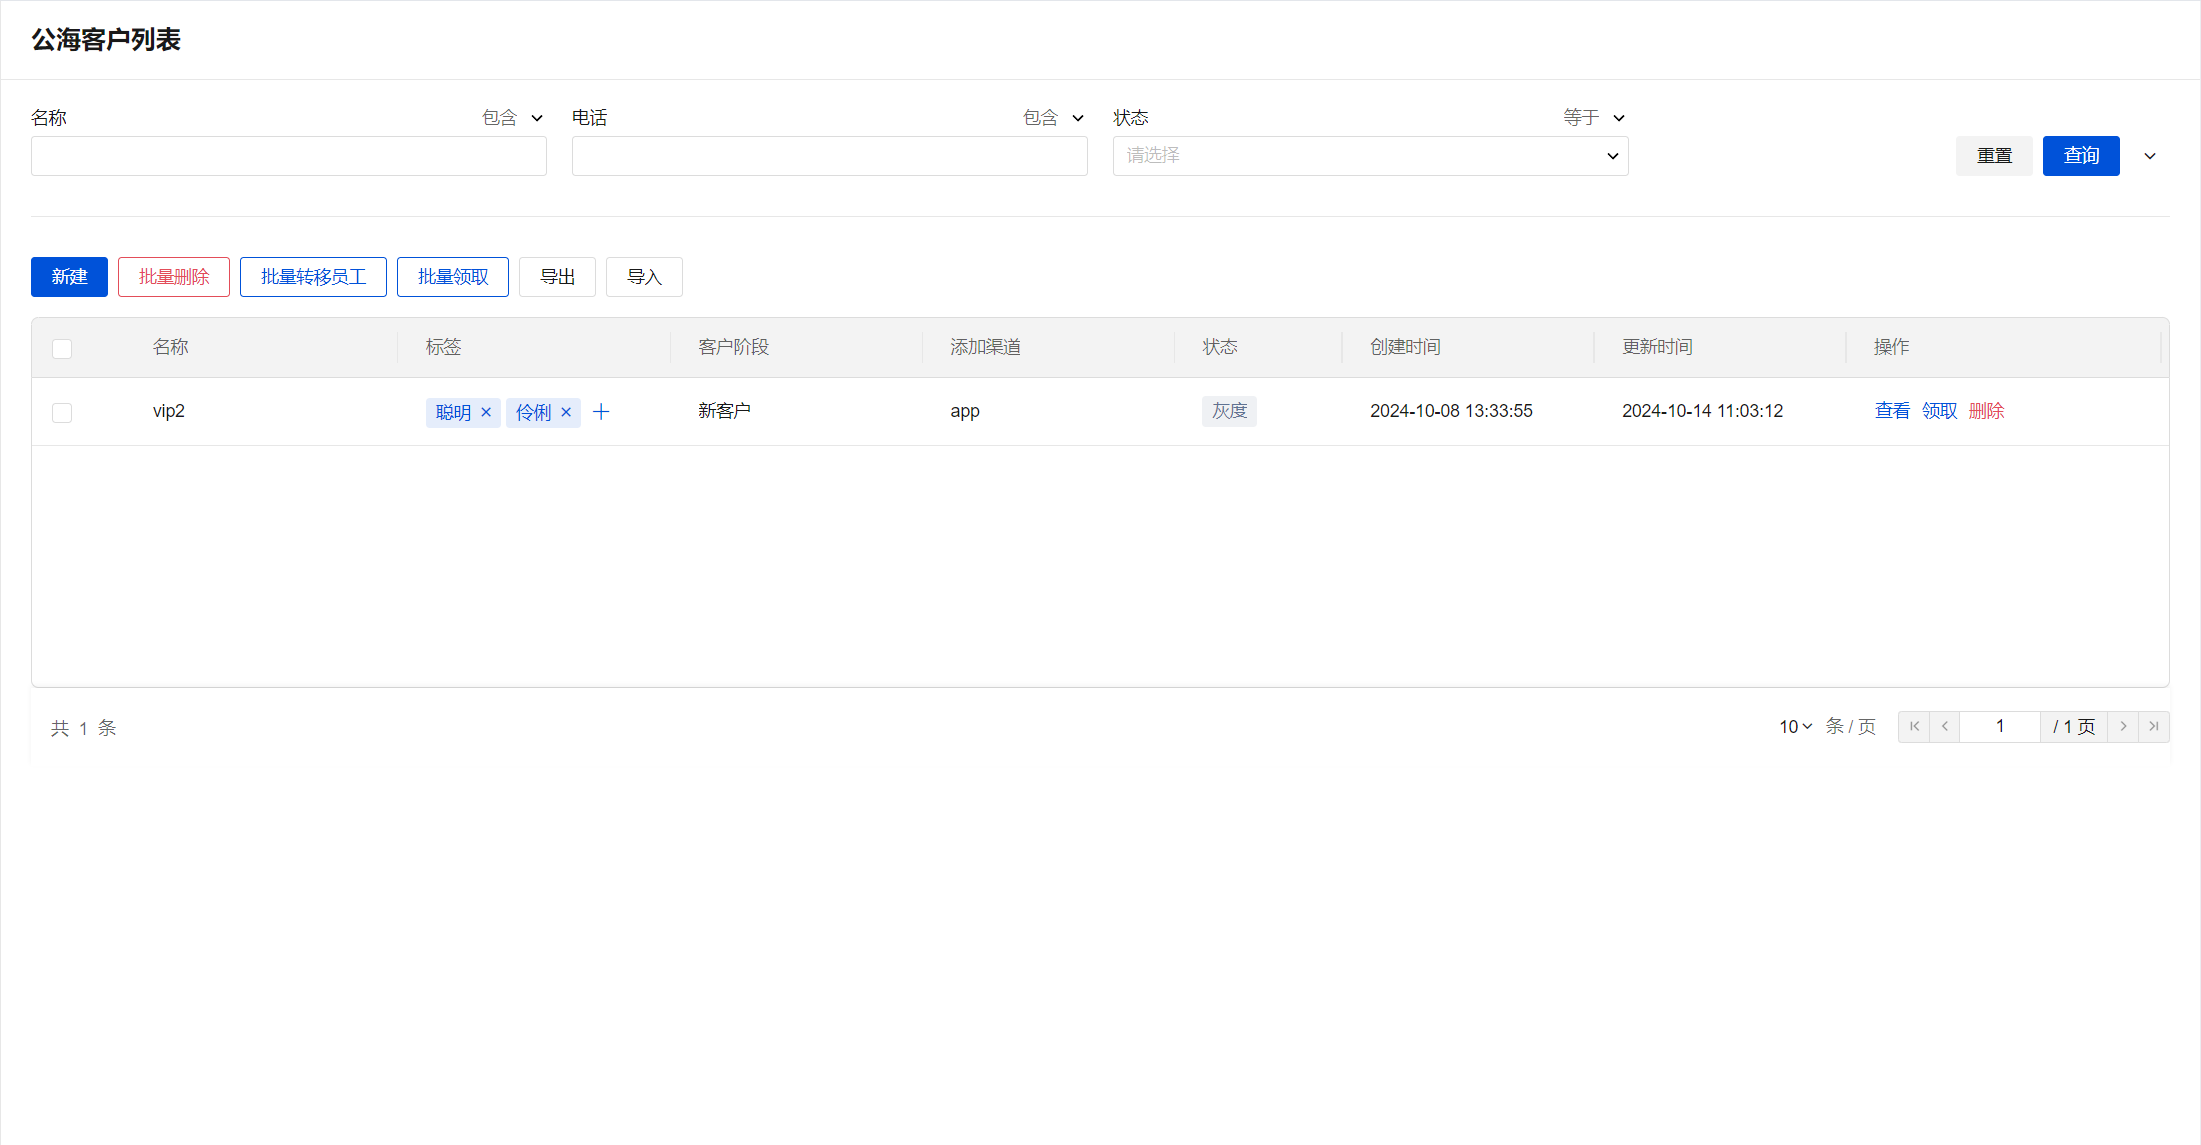 公海客户列表
名称 包含 电话 包含 状态 等于
请选择 重置 查询
新建 批量删除 批量转移员工 批量领取 导出 导入
名称 标签 客户阶段 添加渠道 状态 创建时间 更新时间 操作
vip2 聪明 × 伶俐 × + 新客户 app 灰度 2024-10-08 13:33:55 2024-10-14 11:03:12 查看 领取 删除
共 1 条 10 条 / 页 1 / 1 页